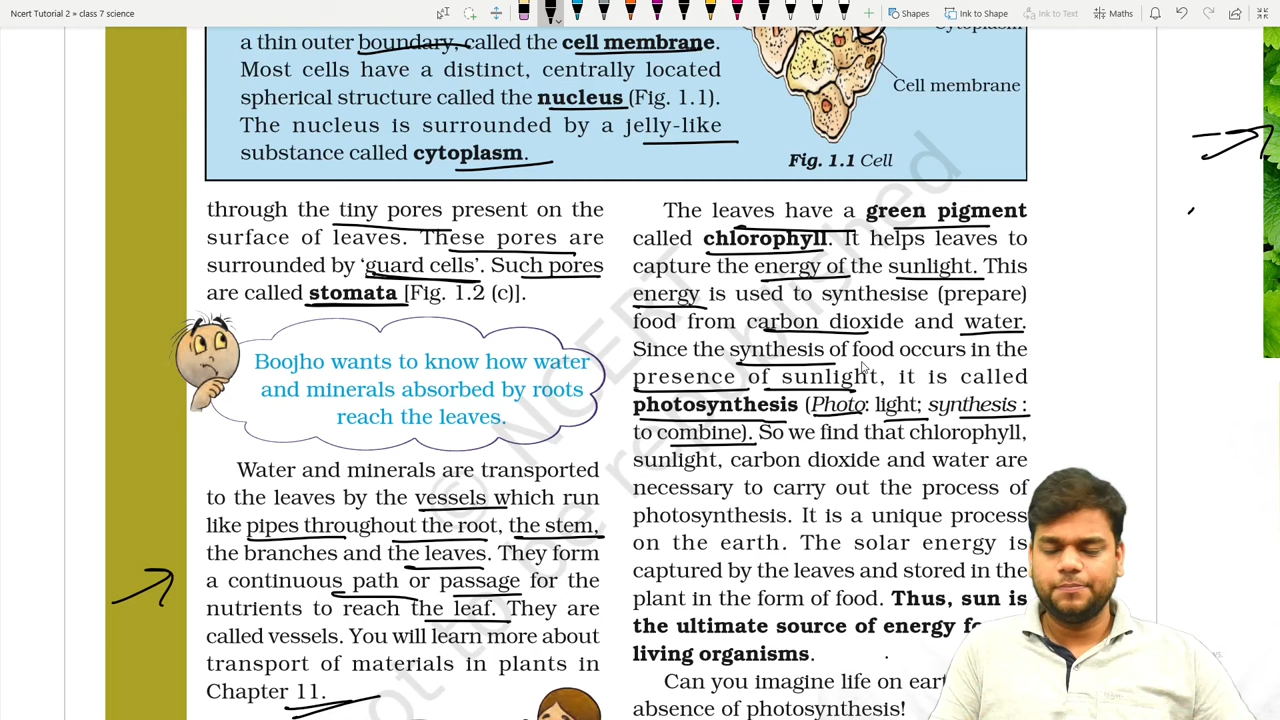 Ncert Tutorial 2 » class 7 science
Shapes
Ink to Shape
Ink to Text
Maths
a thin outer boundary, called the cell membrane.
Most cells have a distinct, centrally located
spherical structure called the nucleus (Fig. 1.1).
The nucleus is surrounded by a jelly-like
substance called cytoplasm.
Cell membrane
Fig. 1.1 Cell
through the tiny pores present on the
surface of leaves. These pores are
surrounded by ‘guard cells’. Such pores
are called stomata [Fig. 1.2 (c)].
Boojho wants to know how water
and minerals absorbed by roots
reach the leaves.
Water and minerals are transported
to the leaves by the vessels which run
like pipes throughout the root, the stem,
the branches and the leaves. They form
a continuous path or passage for the
nutrients to reach the leaf. They are
called vessels. You will learn more about
transport of materials in plants in
Chapter 11.
The leaves have a green pigment
called chlorophyll. It helps leaves to
capture the energy of the sunlight. This
energy is used to synthesise (prepare)
food from carbon dioxide and water.
Since the synthesis of food occurs in the
presence of sunlight, it is called
photosynthesis (Photo: light; synthesis :
to combine). So we find that chlorophyll,
sunlight, carbon dioxide and water are
necessary to carry out the process of
photosynthesis. It is a unique process
on the earth. The solar energy is
captured by the leaves and stored in the
plant in the form of food. Thus, sun is
the ultimate source of energy
living organisms.
Can you imagine life on
absence of photosynthesis!
© NCERT
not to be republished